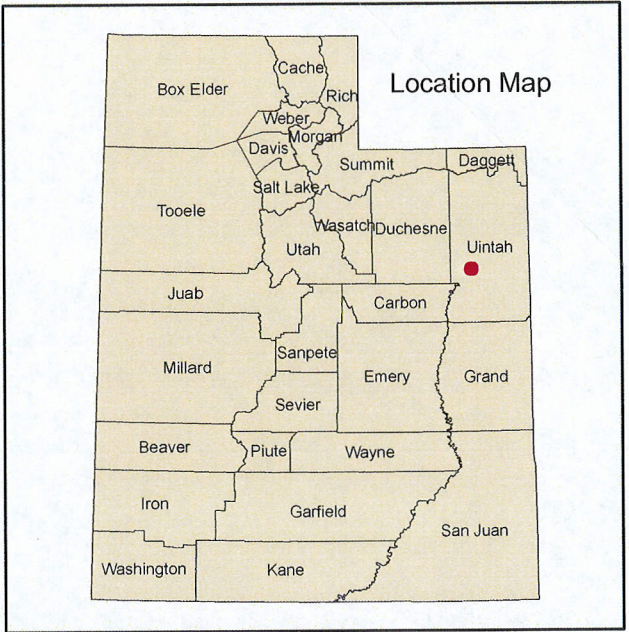 Location Map
Cache
Box Elder
Rich
Weber
Morgan
Davis
Summit
Daggett
Salt Lake
Tooele
Wasatch
Duchesne
Utah
Uintah
Juab
Carbon
Sanpete
Millard
Emery
Grand
Sevier
Beaver
Piute
Wayne
Iron
Garfield
San Juan
Washington
Kane